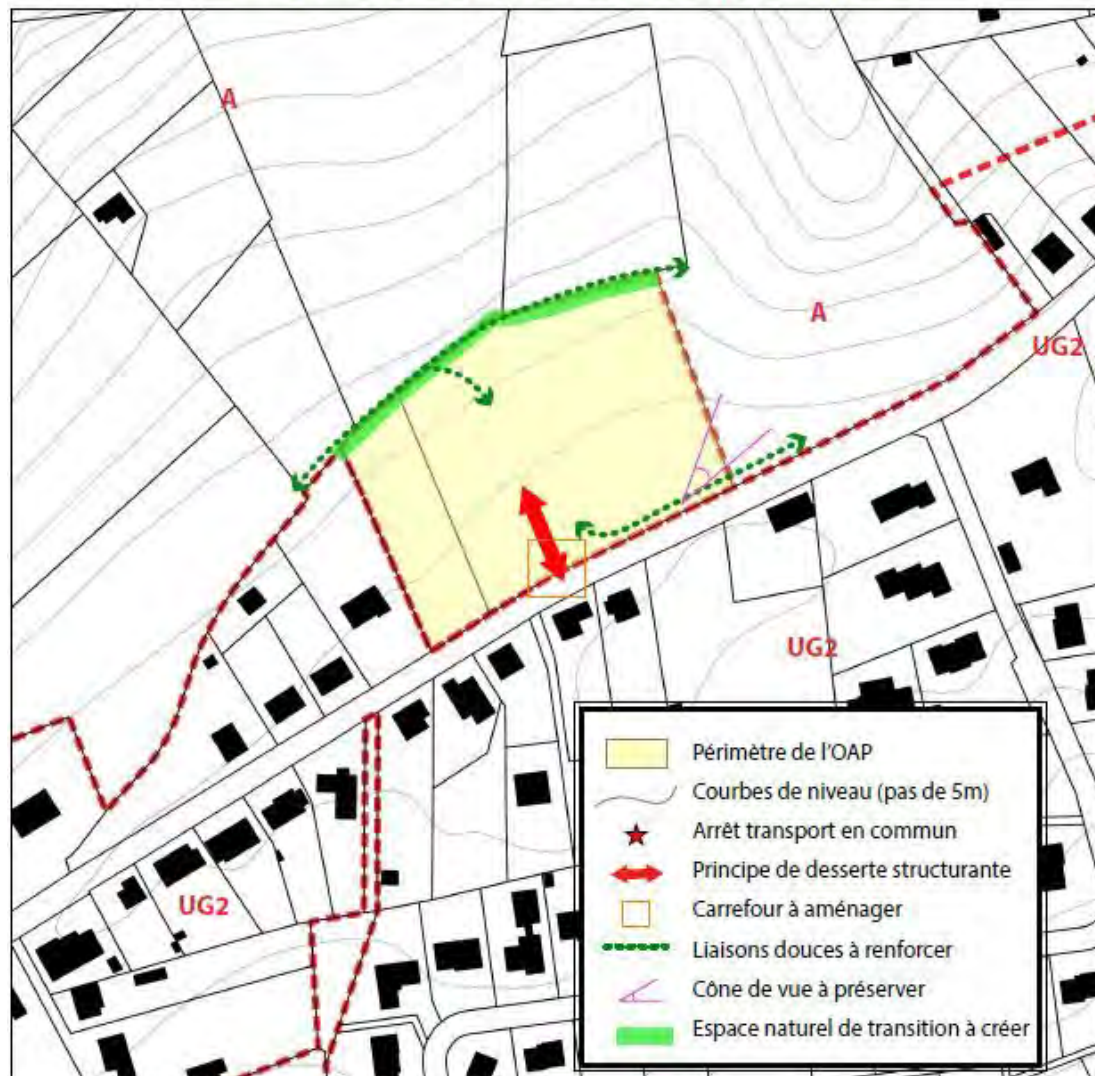 A
A
UG2
UG2
UG2
Périmètre de l'OAP
Courbes de niveau (pas de 5m)
Arrêt transport en commun
Principe de desserte structurante
Carrefour à aménager
Liaisons douces à renforcer
Cône de vue à préserver
Espace naturel de transition à créer